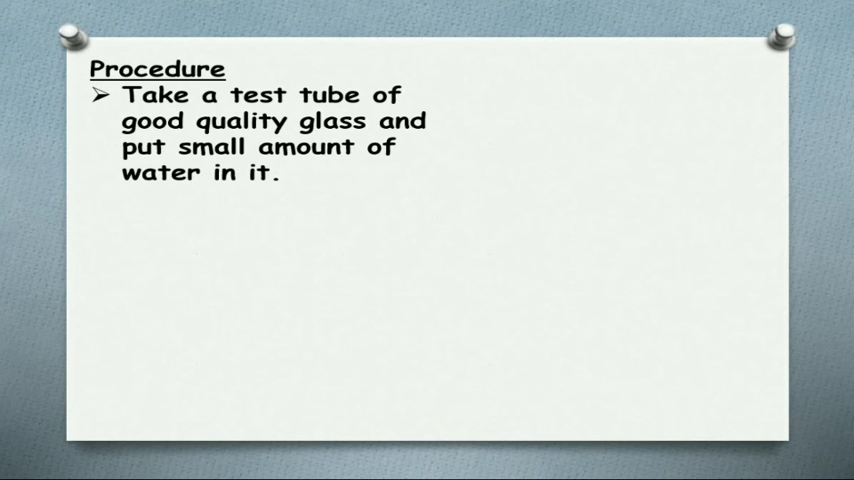 Procedure
➢ Take a test tube of
good quality glass and
put small amount of
water in it.